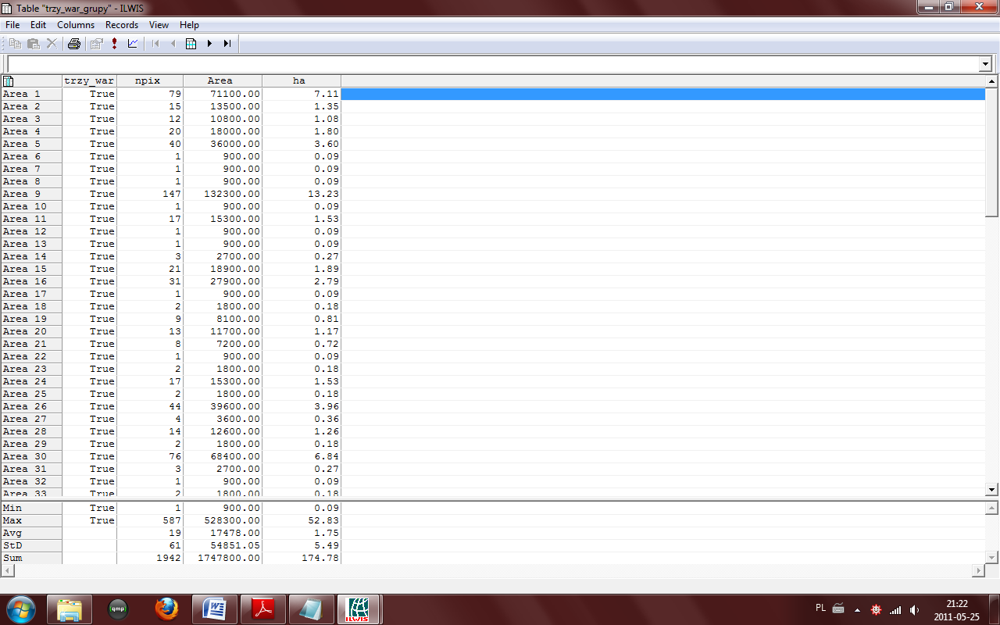 Table "trzy_war_grupy" - ILWIS
File Edit Columns Records View Help
trzy_war npix Area ha
Area 1 True 79 71100.00 7.11
Area 2 True 15 13500.00 1.35
Area 3 True 12 10800.00 1.08
Area 4 True 20 18000.00 1.80
Area 5 True 40 36000.00 3.60
Area 6 True 1 900.00 0.09
Area 7 True 1 900.00 0.09
Area 8 True 1 900.00 0.09
Area 9 True 147 132300.00 13.23
Area 10 True 1 900.00 0.09
Area 11 True 17 15300.00 1.53
Area 12 True 1 900.00 0.09
Area 13 True 1 900.00 0.09
Area 14 True 3 2700.00 0.27
Area 15 True 21 18900.00 1.89
Area 16 True 31 27900.00 2.79
Area 17 True 1 900.00 0.09
Area 18 True 2 1800.00 0.18
Area 19 True 9 8100.00 0.81
Area 20 True 13 11700.00 1.17
Area 21 True 8 7200.00 0.72
Area 22 True 1 900.00 0.09
Area 23 True 2 1800.00 0.18
Area 24 True 17 15300.00 1.53
Area 25 True 2 1800.00 0.18
Area 26 True 44 39600.00 3.96
Area 27 True 4 3600.00 0.36
Area 28 True 14 12600.00 1.26
Area 29 True 2 1800.00 0.18
Area 30 True 76 68400.00 6.84
Area 31 True 3 2700.00 0.27
Area 32 True 1 900.00 0.09
Area 33 True 2 1800.00 0.18
Min True 1 900.00 0.09
Max True 587 528300.00 52.83
Avg 19 17478.00 1.75
StD 61 54851.05 5.49
Sum 1942 1747800.00 174.78
qmp
W
ILWIS
PL
21:22
2011-05-25